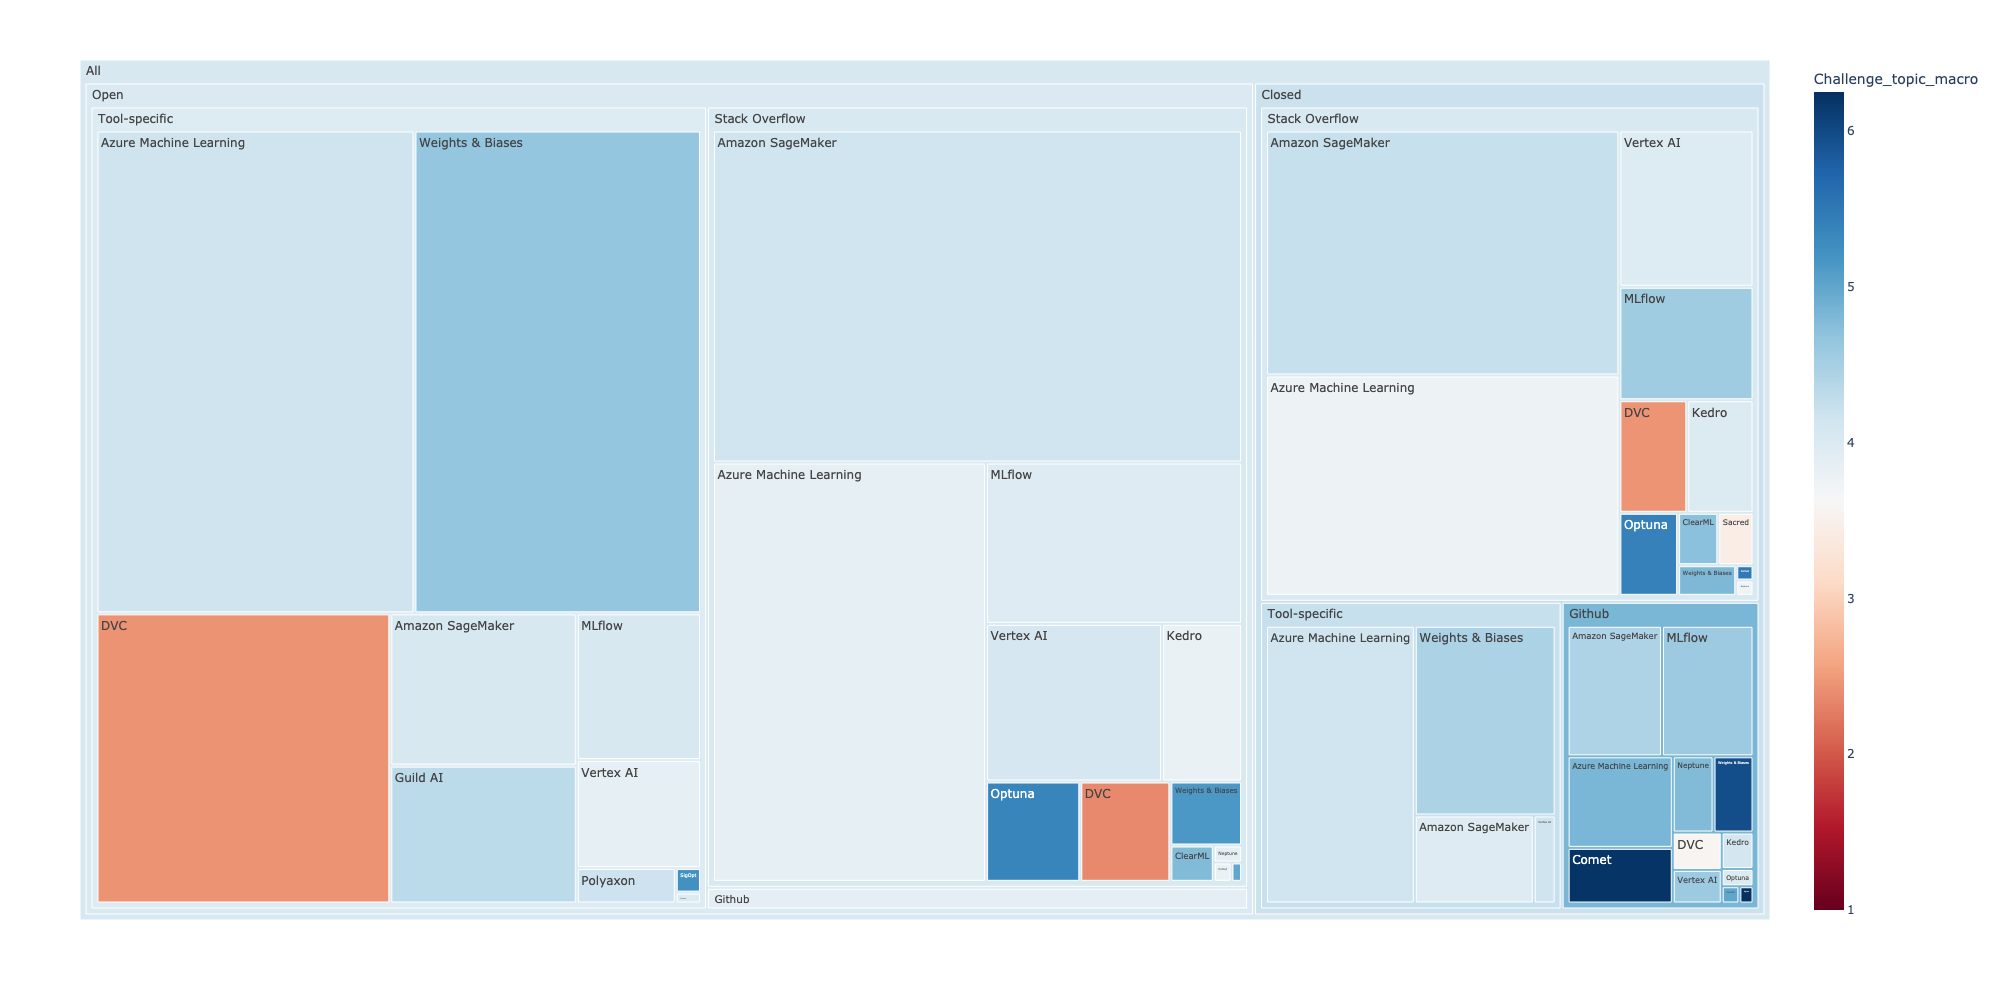 All
Open
Tool-specific
Azure Machine Learning
Weights & Biases
DVC
Amazon SageMaker
MLflow
Guild AI
Vertex AI
Polyaxon
SigOpt
Stack Overflow
Amazon SageMaker
Azure Machine Learning
MLflow
Vertex AI
Kedro
Optuna
DVC
Weights & Biases
ClearML
Neptune
Github
Closed
Stack Overflow
Amazon SageMaker
Vertex AI
MLflow
Azure Machine Learning
DVC
Kedro
Optuna
ClearML
Sacred
Weights & Biases
Tool-specific
Azure Machine Learning
Weights & Biases
Amazon SageMaker
Github
Amazon SageMaker
MLflow
Azure Machine Learning
Neptune
Weights & Biases
Comet
DVC
Kedro
Vertex AI
Optuna
Challenge_topic_macro
6
5
4
3
2
1